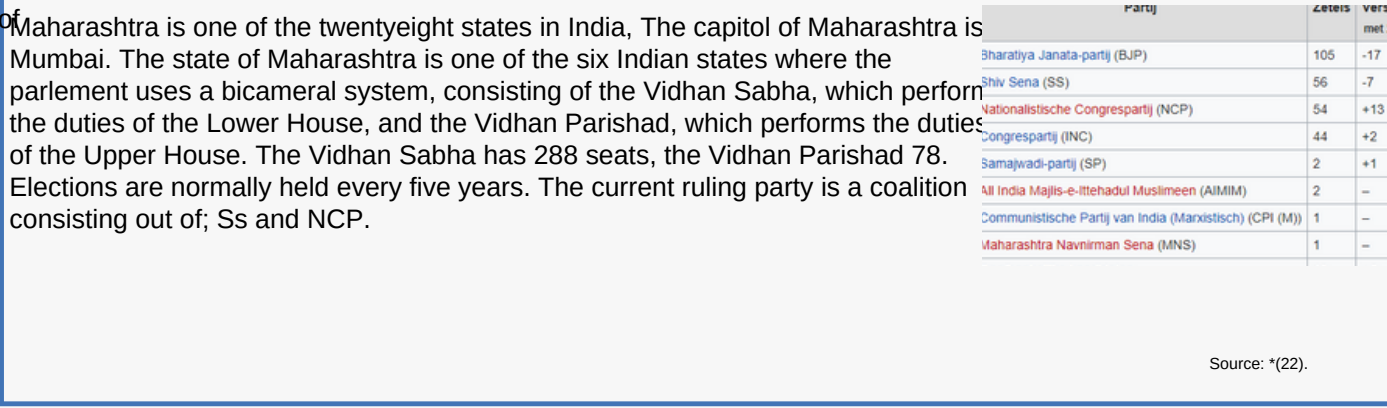 of
Maharashtra is one of the twentyeight states in India, The capitol of Maharashtra is
Mumbai. The state of Maharashtra is one of the six Indian states where the
parlement uses a bicameral system, consisting of the Vidhan Sabha, which perform
the duties of the Lower House, and the Vidhan Parishad, which performs the duties
of the Upper House. The Vidhan Sabha has 288 seats, the Vidhan Parishad 78.
Elections are normally held every five years. The current ruling party is a coalition
consisting out of; Ss and NCP.
Partij Zetels Vers
met
Bharatiya Janata-partij (BJP) 105 -17
Shiv Sena (SS) 56 -7
Nationalistische Congrespartij (NCP) 54 +13
Congrespartij (INC) 44 +2
Samajwadi-partij (SP) 2 +1
All India Majlis-e-Ittehadul Muslimeen (AIMIM) 2 –
Communistische Partij van India (Marxistisch) (CPI (M)) 1 –
Maharashtra Navnirman Sena (MNS) 1 –
Source: *(22).